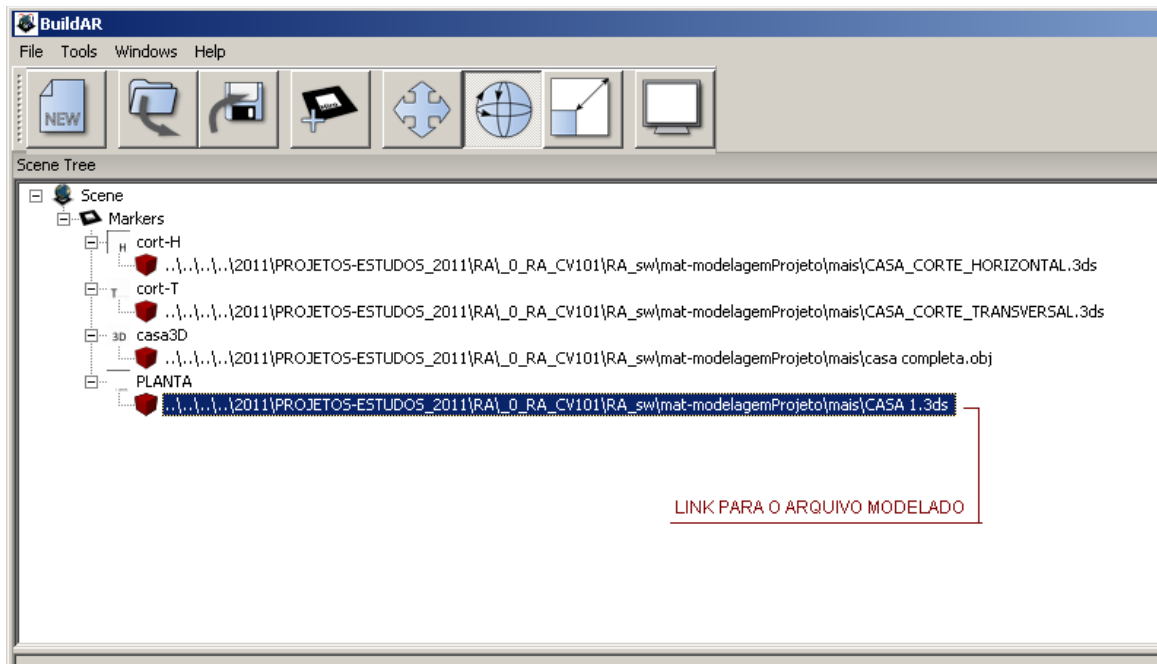 BuildAR
File Tools Windows Help
NEW Hiro
Scene Tree
Scene
Markers
H cort-H
..\..\..\..\2011\PROJETOS-ESTUDOS_2011\RA\_0_RA_CV101\RA_sw\mat-modelagemProjeto\mais\CASA_CORTE_HORIZONTAL.3ds
T cort-T
..\..\..\..\2011\PROJETOS-ESTUDOS_2011\RA\_0_RA_CV101\RA_sw\mat-modelagemProjeto\mais\CASA_CORTE_TRANSVERSAL.3ds
3D casa3D
..\..\..\..\2011\PROJETOS-ESTUDOS_2011\RA\_0_RA_CV101\RA_sw\mat-modelagemProjeto\mais\casa completa.obj
PLANTA
..\..\..\..\2011\PROJETOS-ESTUDOS_2011\RA\_0_RA_CV101\RA_sw\mat-modelagemProjeto\mais\CASA 1.3ds
LINK PARA O ARQUIVO MODELADO